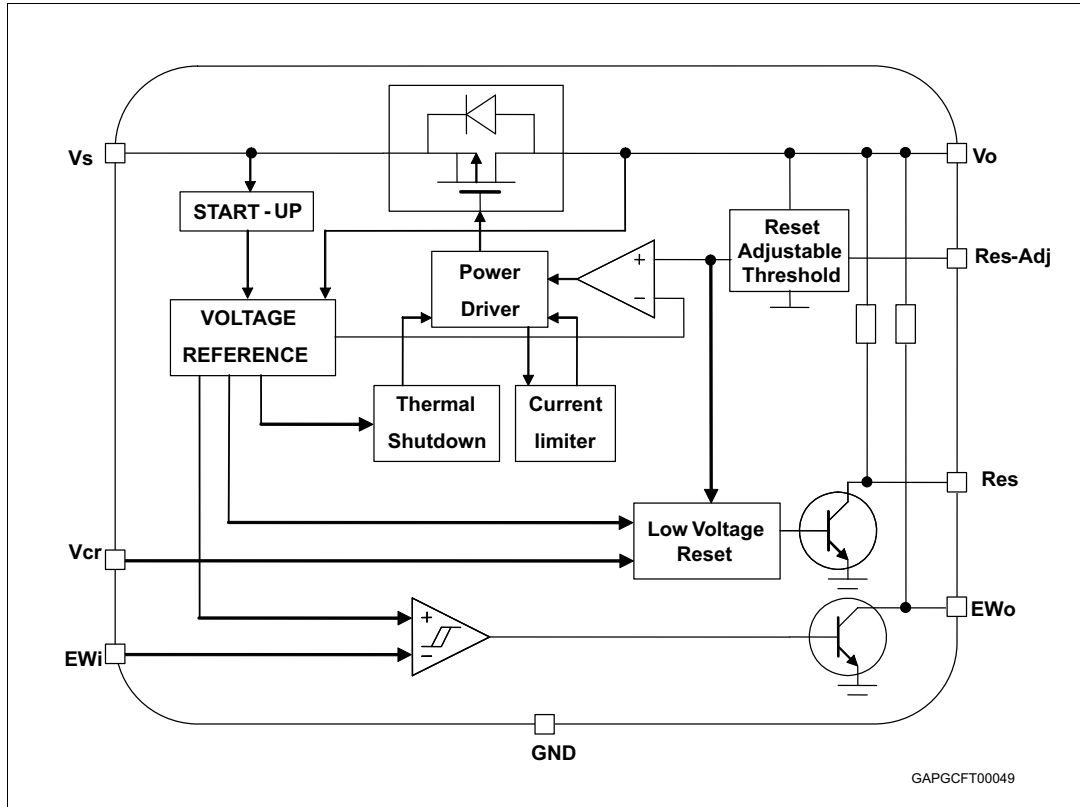 Vs
Vo
START - UP
Reset
Adjustable
Threshold
Res-Adj
Power
Driver
+
−
VOLTAGE
REFERENCE
Thermal
Shutdown
Current
limiter
Res
Low Voltage
Reset
Vcr
EWo
+
−
EWi
GND
GAPGCFT00049